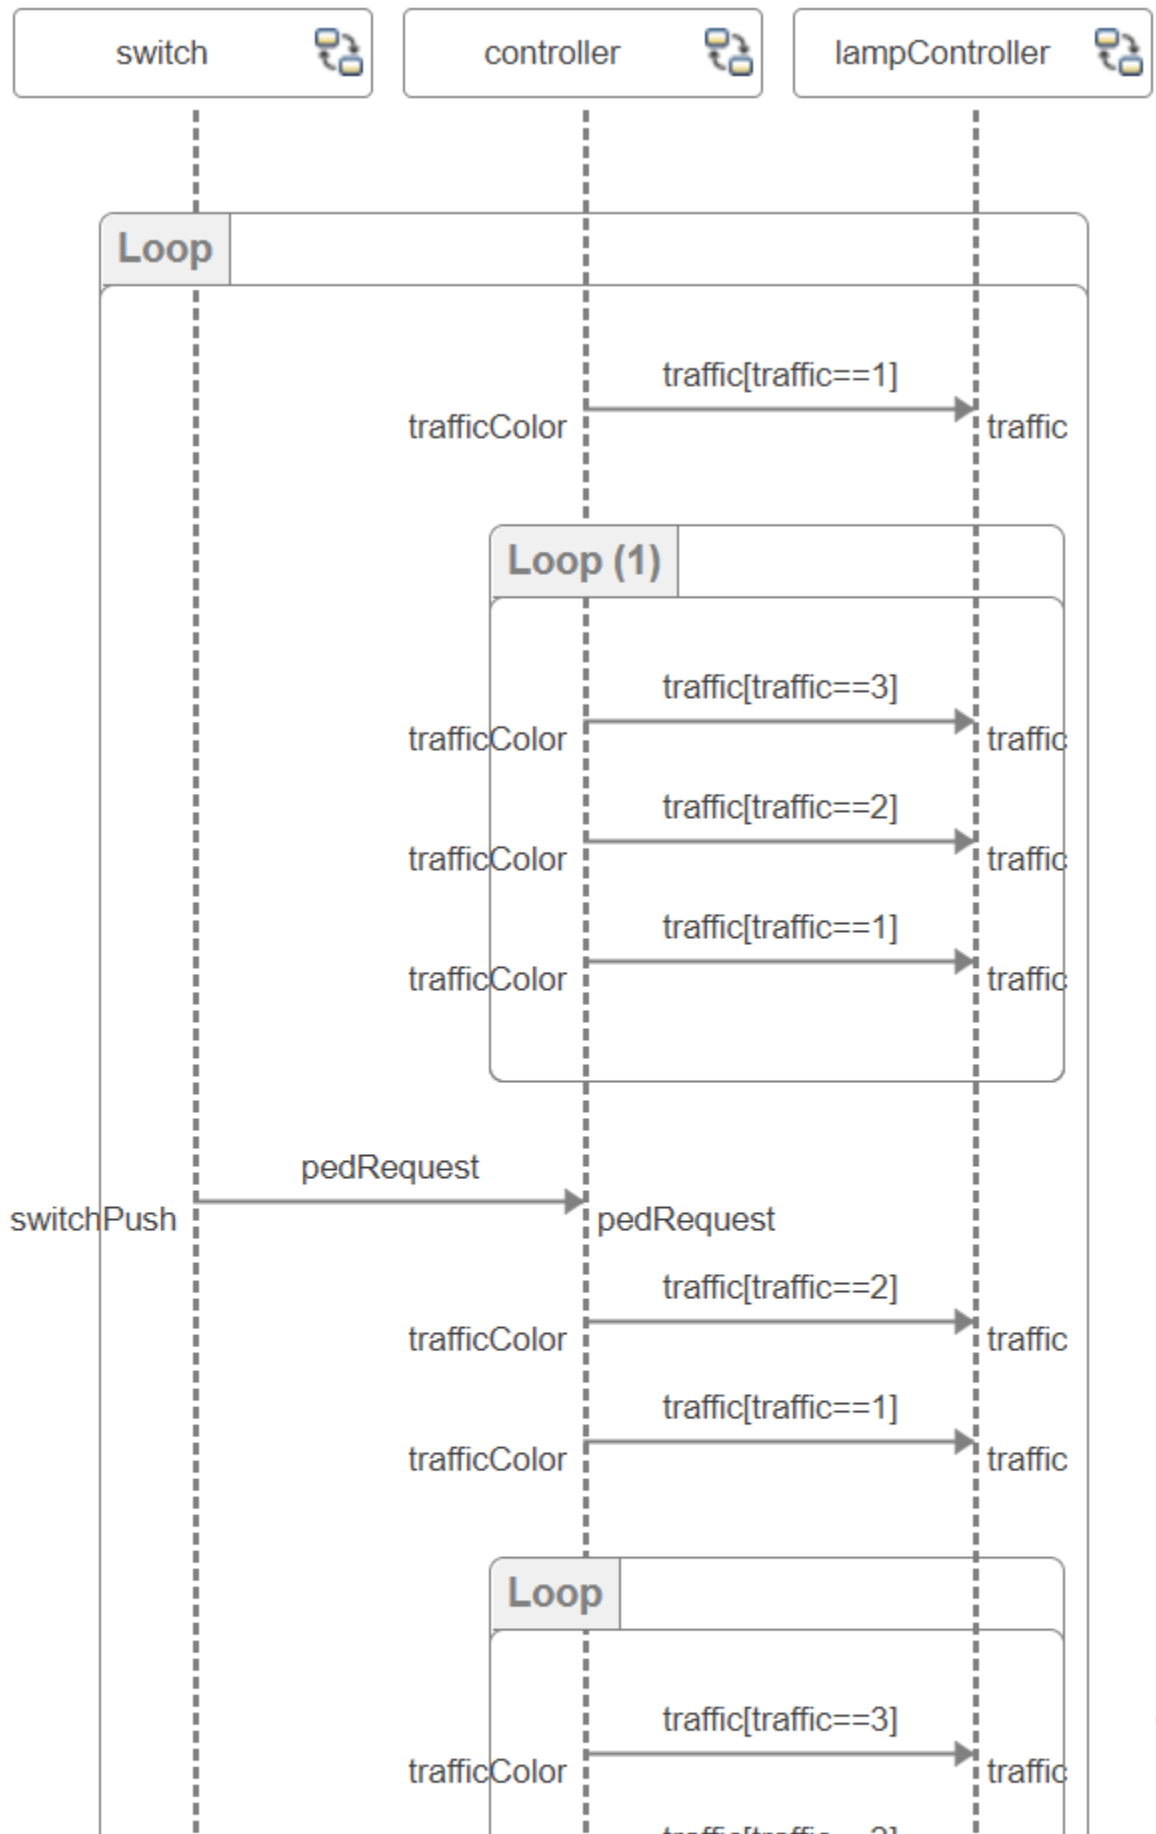 switch
controller
lampController
Loop
traffic[traffic==1]
trafficColor
traffic
Loop (1)
traffic[traffic==3]
trafficColor
traffic
traffic[traffic==2]
trafficColor
traffic
traffic[traffic==1]
trafficColor
traffic
pedRequest
switchPush
pedRequest
traffic[traffic==2]
trafficColor
traffic
traffic[traffic==1]
trafficColor
traffic
Loop
traffic[traffic==3]
trafficColor
traffic